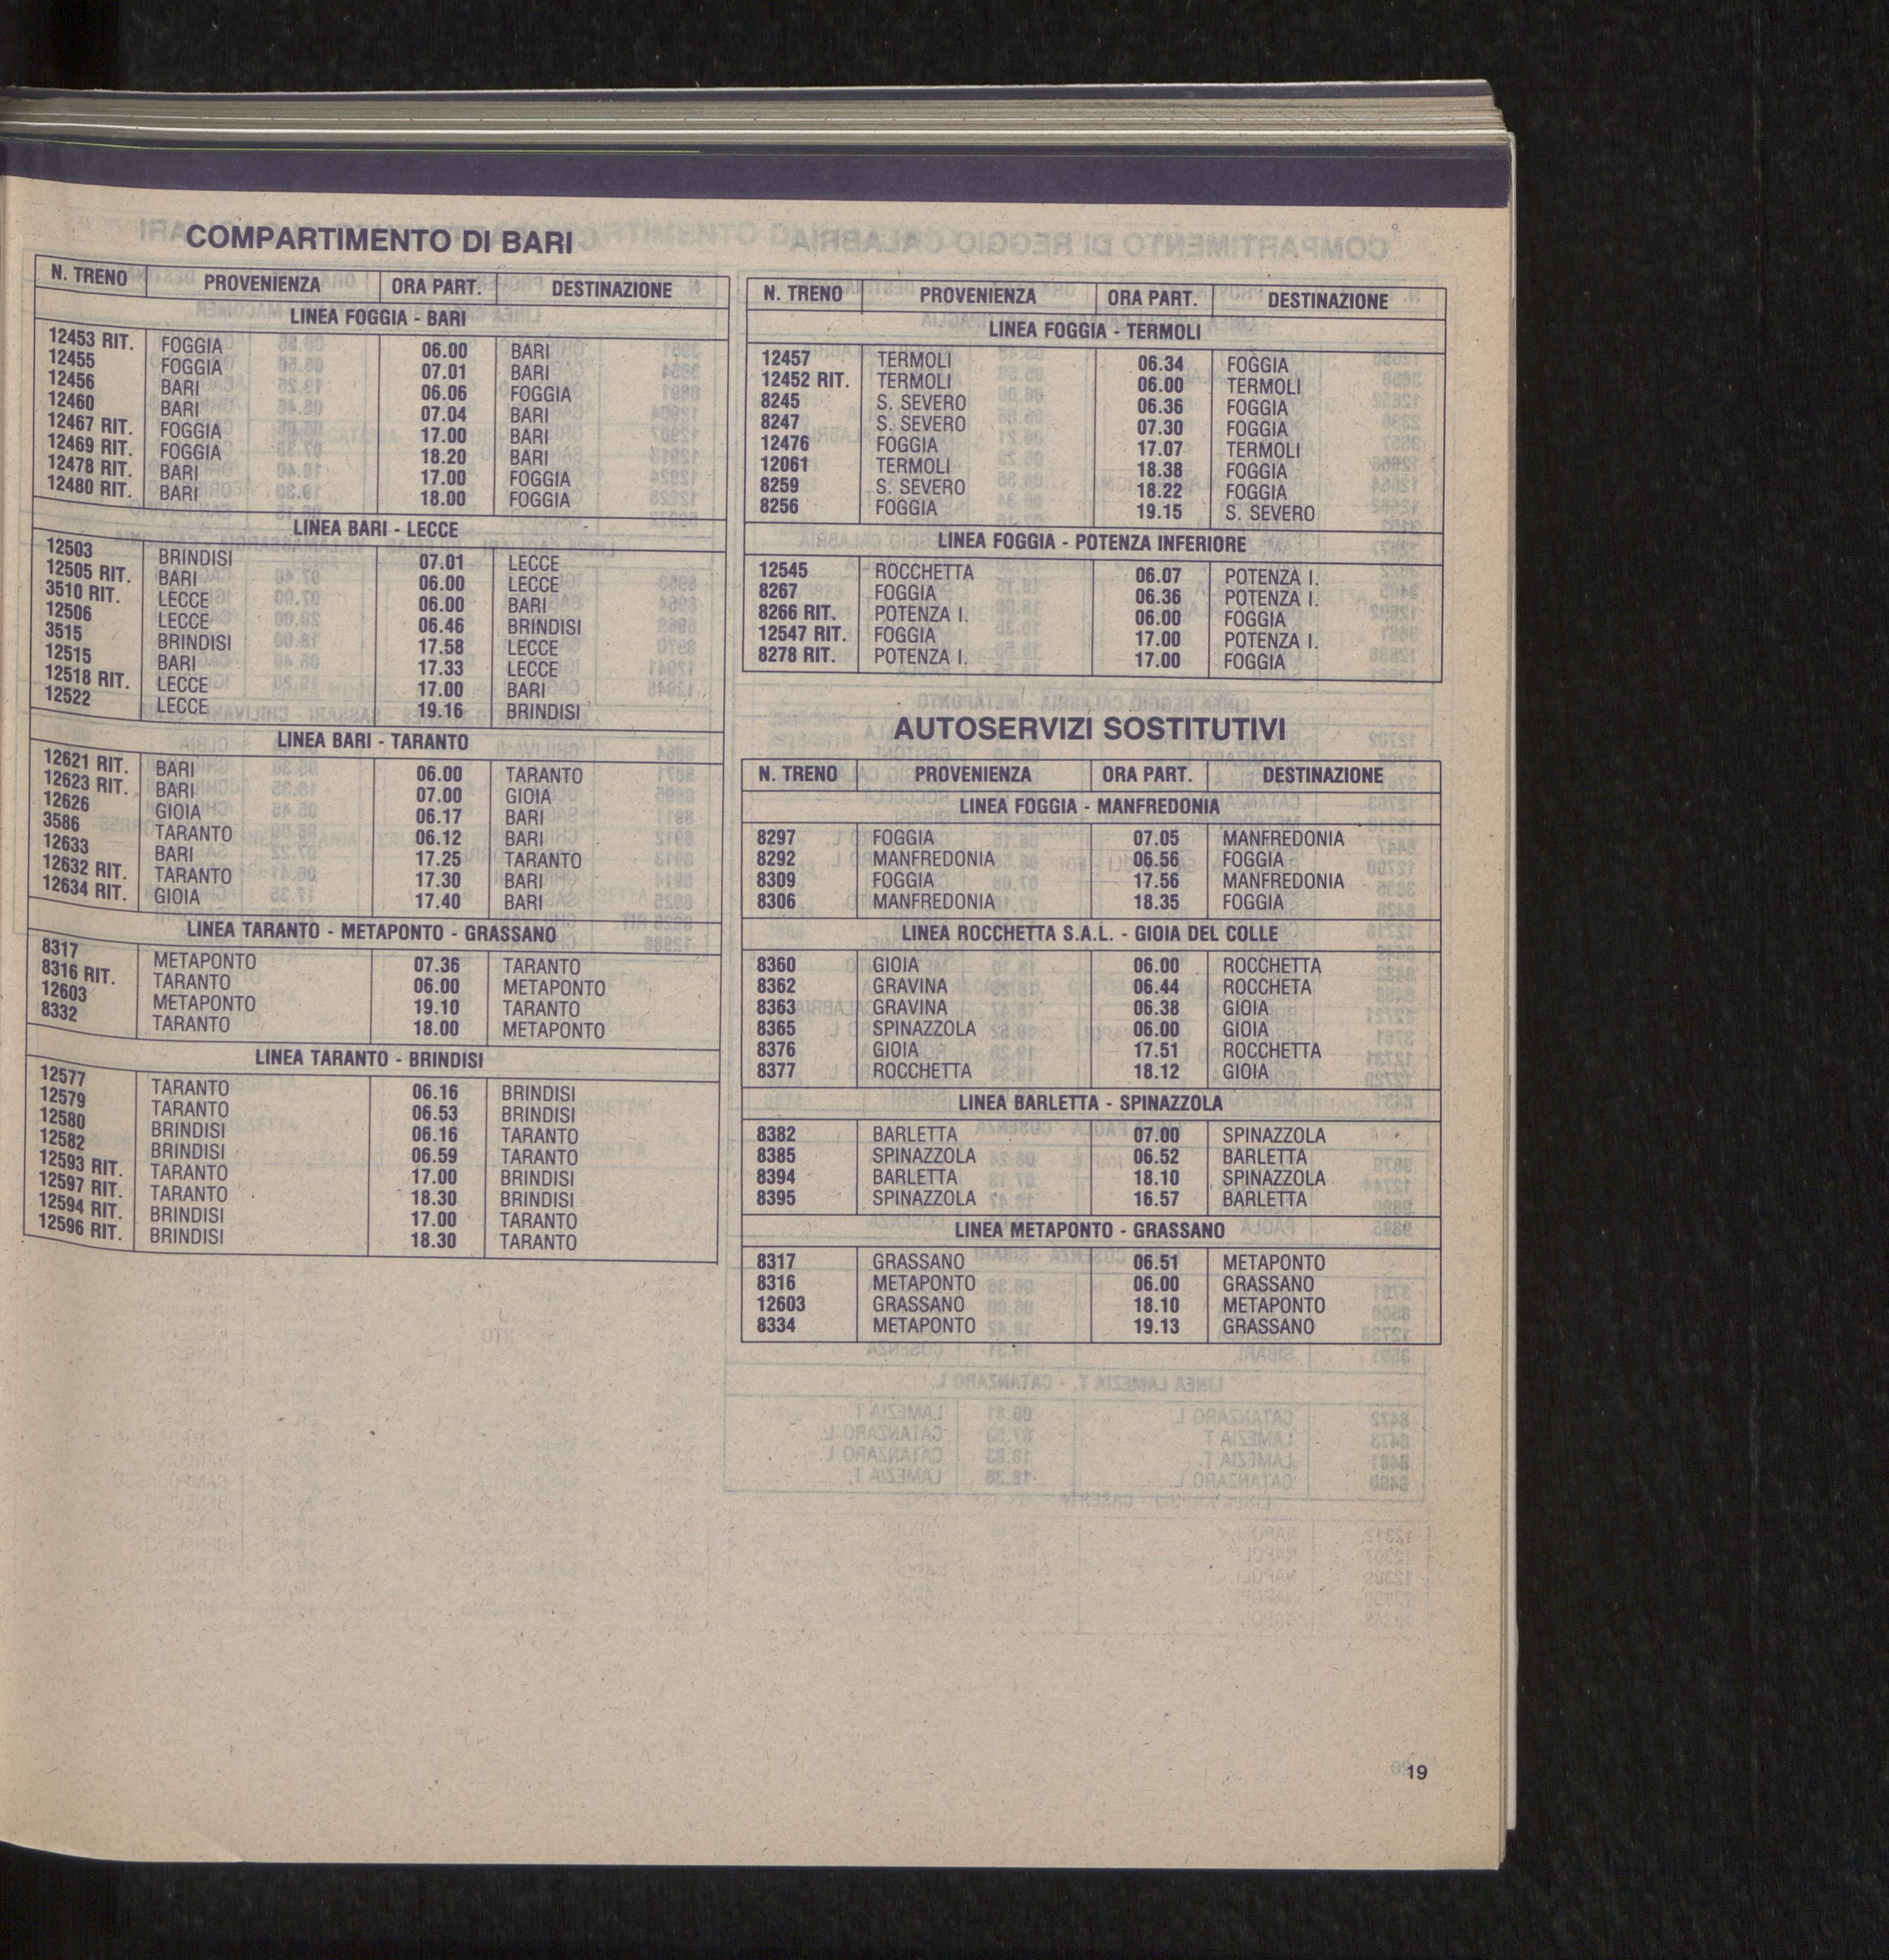 COMPARTIMENTO DI BARI
N. TRENO PROVENIENZA ORA PART. DESTINAZIONE
LINEA FOGGIA - BARI
12453 RIT. FOGGIA 06.00 BARI
12455 FOGGIA 07.01 BARI
12456 BARI 06.06 FOGGIA
12460 BARI 07.04 BARI
12467 RIT. FOGGIA 17.00 BARI
12469 RIT. FOGGIA 18.20 BARI
12478 RIT. BARI 17.00 FOGGIA
12480 RIT. BARI 18.00 FOGGIA
LINEA BARI - LECCE
12503 BRINDISI 07.01 LECCE
12505 RIT. BARI 06.00 LECCE
3510 RIT. LECCE 06.00 BARI
12506 LECCE 06.46 BRINDISI
3515 BRINDISI 17.58 LECCE
12515 BARI 17.33 LECCE
12518 RIT. LECCE 17.00 BARI
12522 LECCE 19.16 BRINDISI
LINEA BARI - TARANTO
12621 RIT. BARI 06.00 TARANTO
12623 RIT. BARI 07.00 GIOIA
12626 GIOIA 06.17 BARI
3586 TARANTO 06.12 BARI
12633 BARI 17.25 TARANTO
12632 RIT. TARANTO 17.30 BARI
12634 RIT. GIOIA 17.40 BARI
LINEA TARANTO - METAPONTO - GRASSANO
8317 METAPONTO 07.36 TARANTO
8316 RIT. TARANTO 06.00 METAPONTO
12603 METAPONTO 19.10 TARANTO
8332 TARANTO 18.00 METAPONTO
LINEA TARANTO - BRINDISI
12577 TARANTO 06.16 BRINDISI
12579 TARANTO 06.53 BRINDISI
12580 BRINDISI 06.16 TARANTO
12582 BRINDISI 06.59 TARANTO
12593 RIT. TARANTO 17.00 BRINDISI
12597 RIT. TARANTO 18.30 BRINDISI
12594 RIT. BRINDISI 17.00 TARANTO
12596 RIT. BRINDISI 18.30 TARANTO
N. TRENO PROVENIENZA ORA PART. DESTINAZIONE
LINEA FOGGIA - TERMOLI
12457 TERMOLI 06.34 FOGGIA
12452 RIT. TERMOLI 06.00 TERMOLI
8245 S. SEVERO 06.36 FOGGIA
8247 S. SEVERO 07.30 FOGGIA
12476 FOGGIA 17.07 TERMOLI
12061 TERMOLI 18.38 FOGGIA
8259 S. SEVERO 18.22 FOGGIA
8256 FOGGIA 19.15 S. SEVERO
LINEA FOGGIA - POTENZA INFERIORE
12545 ROCCHETTA 06.07 POTENZA I.
8267 FOGGIA 06.36 POTENZA I.
8266 RIT. POTENZA I. 06.00 FOGGIA
12547 RIT. FOGGIA 17.00 POTENZA I.
8278 RIT. POTENZA I. 17.00 FOGGIA
AUTOSERVIZI SOSTITUTIVI
N. TRENO PROVENIENZA ORA PART. DESTINAZIONE
LINEA FOGGIA - MANFREDONIA
8297 FOGGIA 07.05 MANFREDONIA
8292 MANFREDONIA 06.56 FOGGIA
8309 FOGGIA 17.56 MANFREDONIA
8306 MANFREDONIA 18.35 FOGGIA
LINEA ROCCHETTA S.A.L. - GIOIA DEL COLLE
8360 GIOIA 06.00 ROCCHETTA
8362 GRAVINA 06.44 ROCCHETA
8363 GRAVINA 06.38 GIOIA
8365 SPINAZZOLA 06.00 GIOIA
8376 GIOIA 17.51 ROCCHETTA
8377 ROCCHETTA 18.12 GIOIA
LINEA BARLETTA - SPINAZZOLA
8382 BARLETTA 07.00 SPINAZZOLA
8385 SPINAZZOLA 06.52 BARLETTA
8394 BARLETTA 18.10 SPINAZZOLA
8395 SPINAZZOLA 16.57 BARLETTA
LINEA METAPONTO - GRASSANO
8317 GRASSANO 06.51 METAPONTO
8316 METAPONTO 06.00 GRASSANO
12603 GRASSANO 18.10 METAPONTO
8334 METAPONTO 19.13 GRASSANO
19